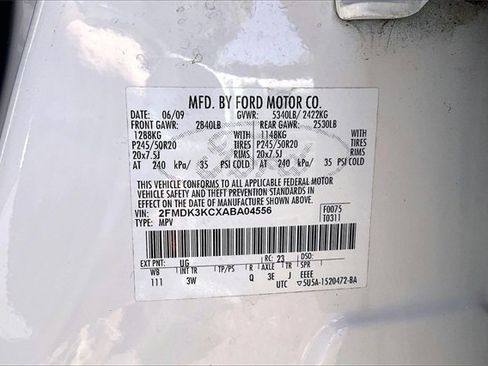 MFD. BY FORD MOTOR CO.
DATE: 06/09 GVWR: 5340LB/ 2422KG
FRONT GAWR: 2840LB REAR GAWR: 2530LB
1288KG WITH 1148KG WITH
P245/50R20 TIRES P245/50R20 TIRES
20x7.5J RIMS 20x7.5J RIMS
AT 240 kPa/ 35 PSI COLD AT 240 kPa/ 35 PSI COLD
THIS VEHICLE CONFORMS TO ALL APPLICABLE FEDERAL MOTOR
VEHICLE SAFETY AND THEFT PREVENTION STANDARDS IN
EFFECT ON THE DATE OF MANUFACTURE SHOWN ABOVE.
VIN: 2FMDK3KCXABA04556 F0075
TYPE: MPV T0311
EXT PNT: UG RC: 23 DSO:
WB INT TR TP/PS R AXLE TR SPR
111 3W Q 3E J EEEE
UTC ▽5U5A-1520472-BA